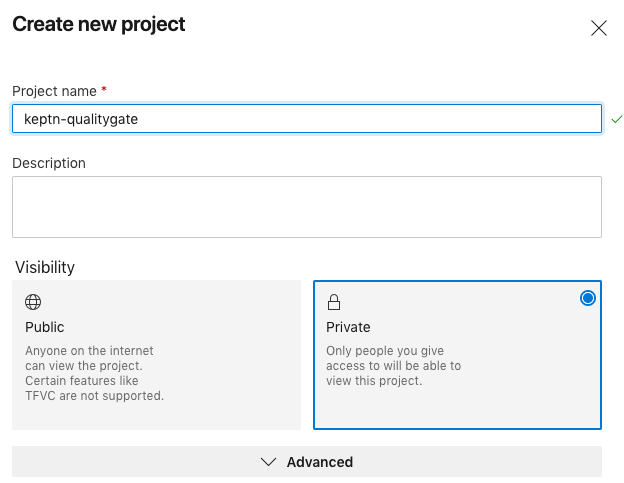 Create new project
Project name *
keptn-qualitygate
Description
Visibility
Public
Anyone on the internet
can view the project.
Certain features like
TFVC are not supported.
Private
Only people you give
access to will be able to
view this project.
Advanced